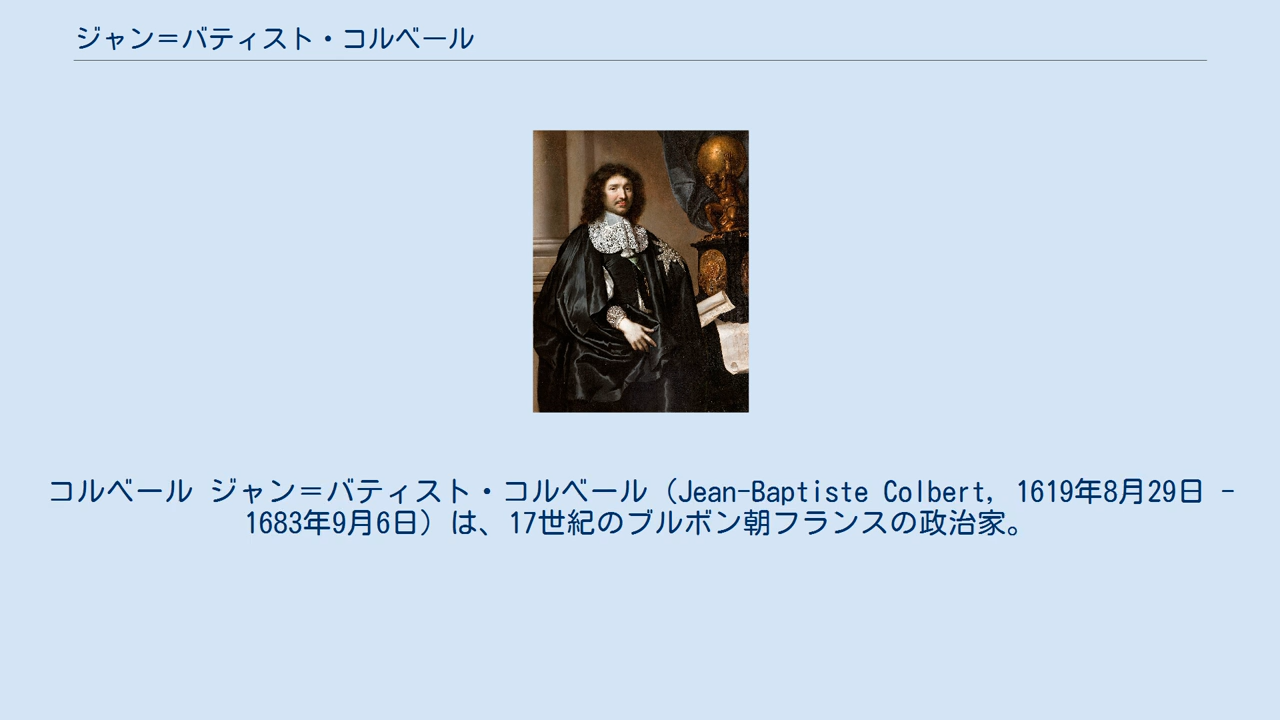 ジャン＝バティスト・コルベール
コルベール ジャン＝バティスト・コルベール（Jean-Baptiste Colbert, 1619年8月29日 -
1683年9月6日）は、17世紀のブルボン朝フランスの政治家。